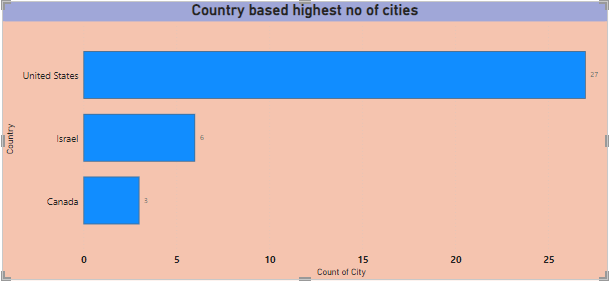 Country based highest no of cities
United States
27
Israel
6
Canada
3
Country
0 5 10 15 20 25
Count of City